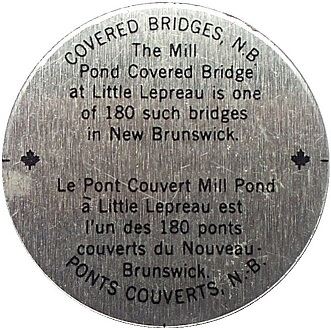 COVERED BRIDGES, N.B.
The Mill
Pond Covered Bridge
at Little Lepreau is one
of 180 such bridges
in New Brunswick.
Le Pont Couvert Mill Pond
à Little Lepreau est
l'un des 180 ponts
couverts du Nouveau-
Brunswick.
PONTS COUVERTS, N.-B.